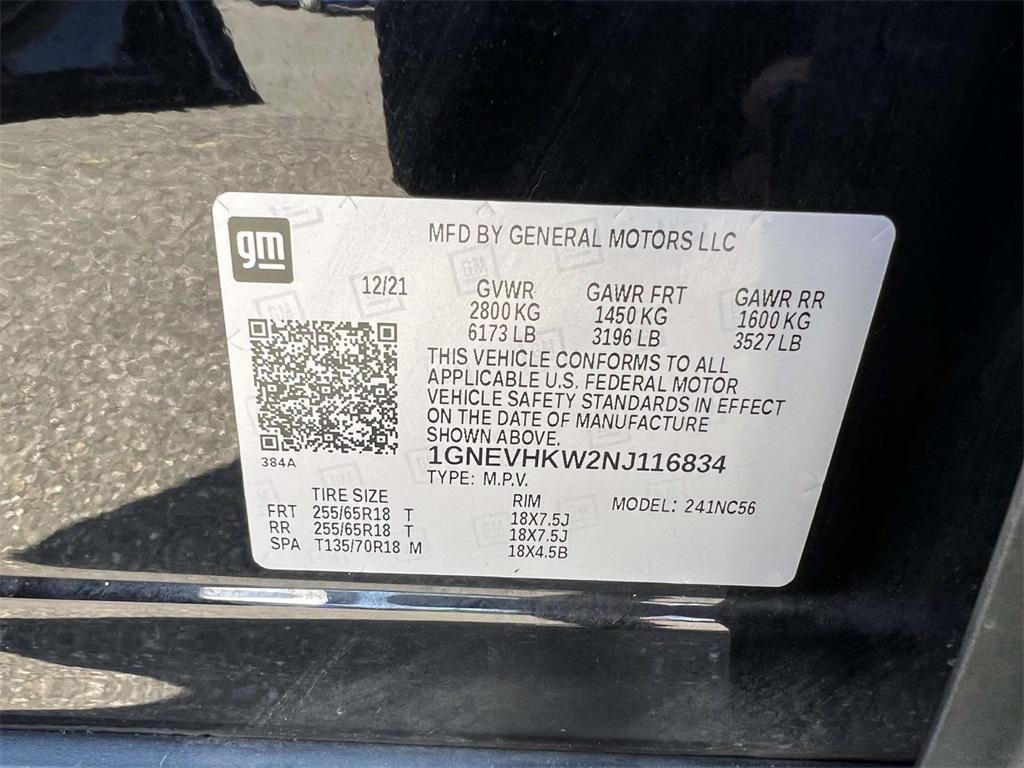 gm
MFD BY GENERAL MOTORS LLC
12/21 GVWR GAWR FRT GAWR RR
2800 KG 1450 KG 1600 KG
6173 LB 3196 LB 3527 LB
THIS VEHICLE CONFORMS TO ALL
APPLICABLE U.S. FEDERAL MOTOR
VEHICLE SAFETY STANDARDS IN EFFECT
ON THE DATE OF MANUFACTURE
SHOWN ABOVE.
384A
1GNEVHKW2NJ116834
TYPE: M.P.V.
TIRE SIZE RIM MODEL: 241NC56
FRT 255/65R18 T 18X7.5J
RR 255/65R18 T 18X7.5J
SPA T135/70R18 M 18X4.5B